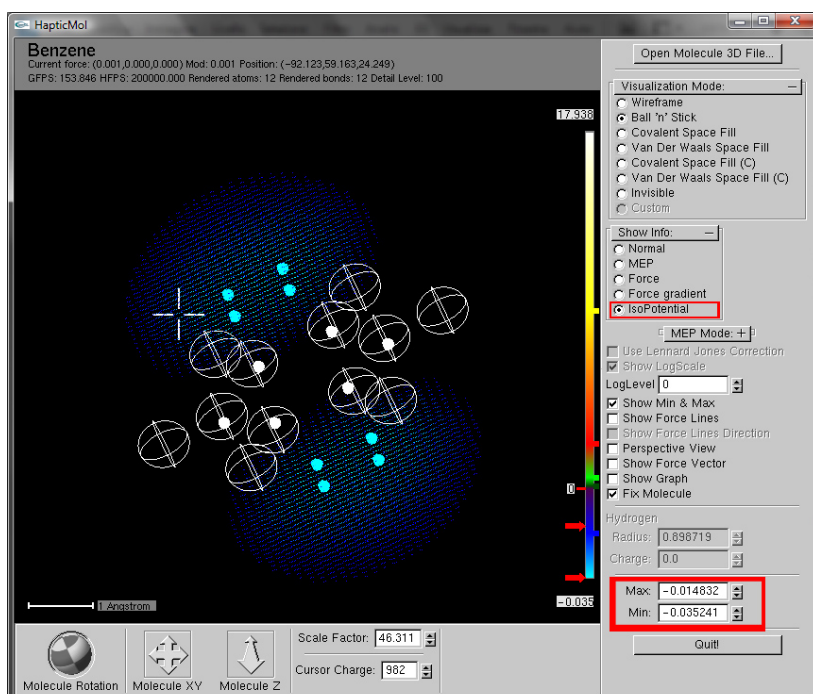 HapticMol
Benzene
Current force: (0.001,0.000,0.000) Mod: 0.001 Position: (-92.123,59.163,24.249)
GFPS: 153.846 HFPS: 200000.000 Rendered atoms: 12 Rendered bonds: 12 Detail Level: 100
17.938
0
-0.035
1 Angstrom
Molecule Rotation
Molecule XY
Molecule Z
Scale Factor: 46.311
Cursor Charge: 982
Open Molecule 3D File...
Visualization Mode: —
Wireframe
Ball 'n' Stick
Covalent Space Fill
Van Der Waals Space Fill
Covalent Space Fill (C)
Van Der Waals Space Fill (C)
Invisible
Custom
Show Info: —
Normal
MEP
Force
Force gradient
IsoPotential
MEP Mode: +
Use Lennard Jones Correction
Show LogScale
LogLevel 0
Show Min & Max
Show Force Lines
Show Force Lines Direction
Perspective View
Show Force Vector
Show Graph
Fix Molecule
Hydrogen
Radius: 0.898719
Charge: 0.0
Max: -0.014832
Min: -0.035241
Quit!